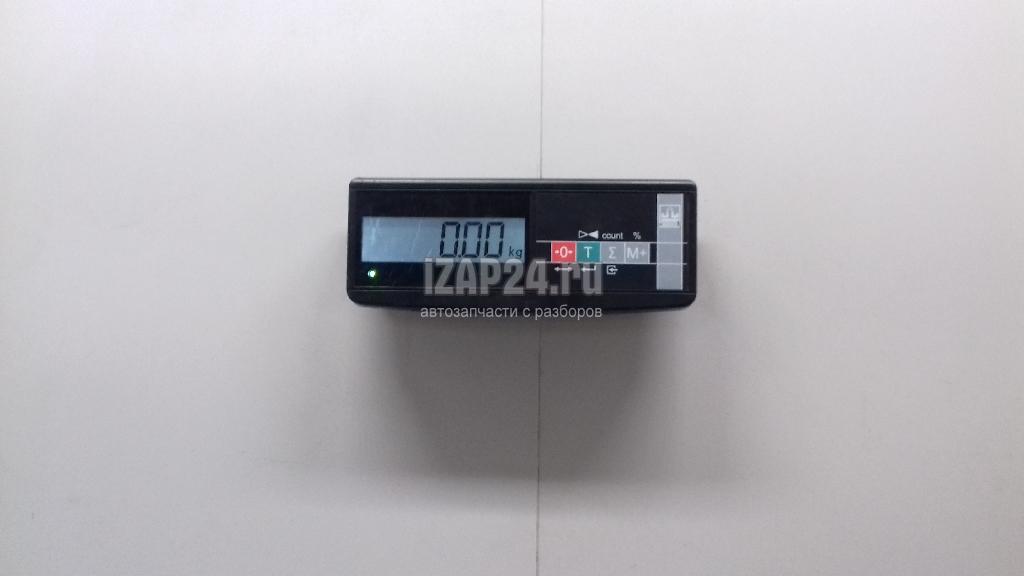 0.00 kg
count %
→0← T Σ M+
iZAP24.ru
автозапчасти с разборов